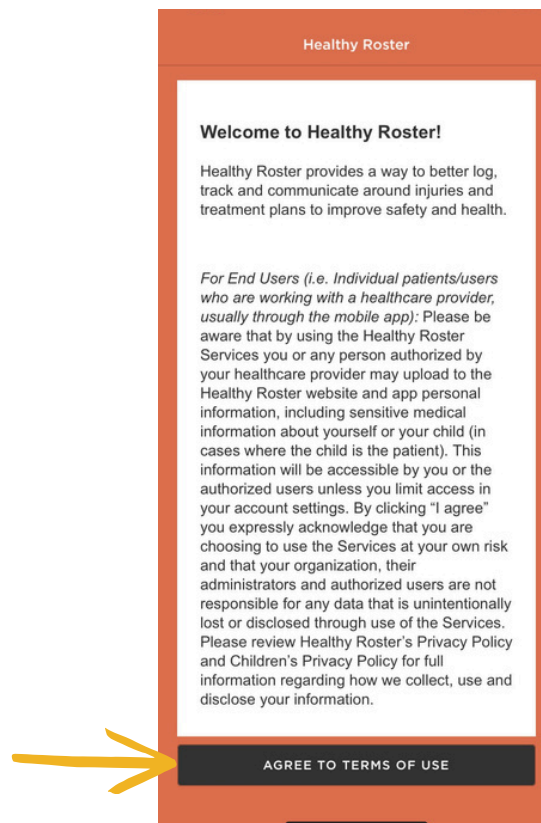 Healthy Roster
Welcome to Healthy Roster!
Healthy Roster provides a way to better log,
track and communicate around injuries and
treatment plans to improve safety and health.
For End Users (i.e. Individual patients/users
who are working with a healthcare provider,
usually through the mobile app): Please be
aware that by using the Healthy Roster
Services you or any person authorized by
your healthcare provider may upload to the
Healthy Roster website and app personal
information, including sensitive medical
information about yourself or your child (in
cases where the child is the patient). This
information will be accessible by you or the
authorized users unless you limit access in
your account settings. By clicking “I agree”
you expressly acknowledge that you are
choosing to use the Services at your own risk
and that your organization, their
administrators and authorized users are not
responsible for any data that is unintentionally
lost or disclosed through use of the Services.
Please review Healthy Roster’s Privacy Policy
and Children’s Privacy Policy for full
information regarding how we collect, use and
disclose your information.
AGREE TO TERMS OF USE